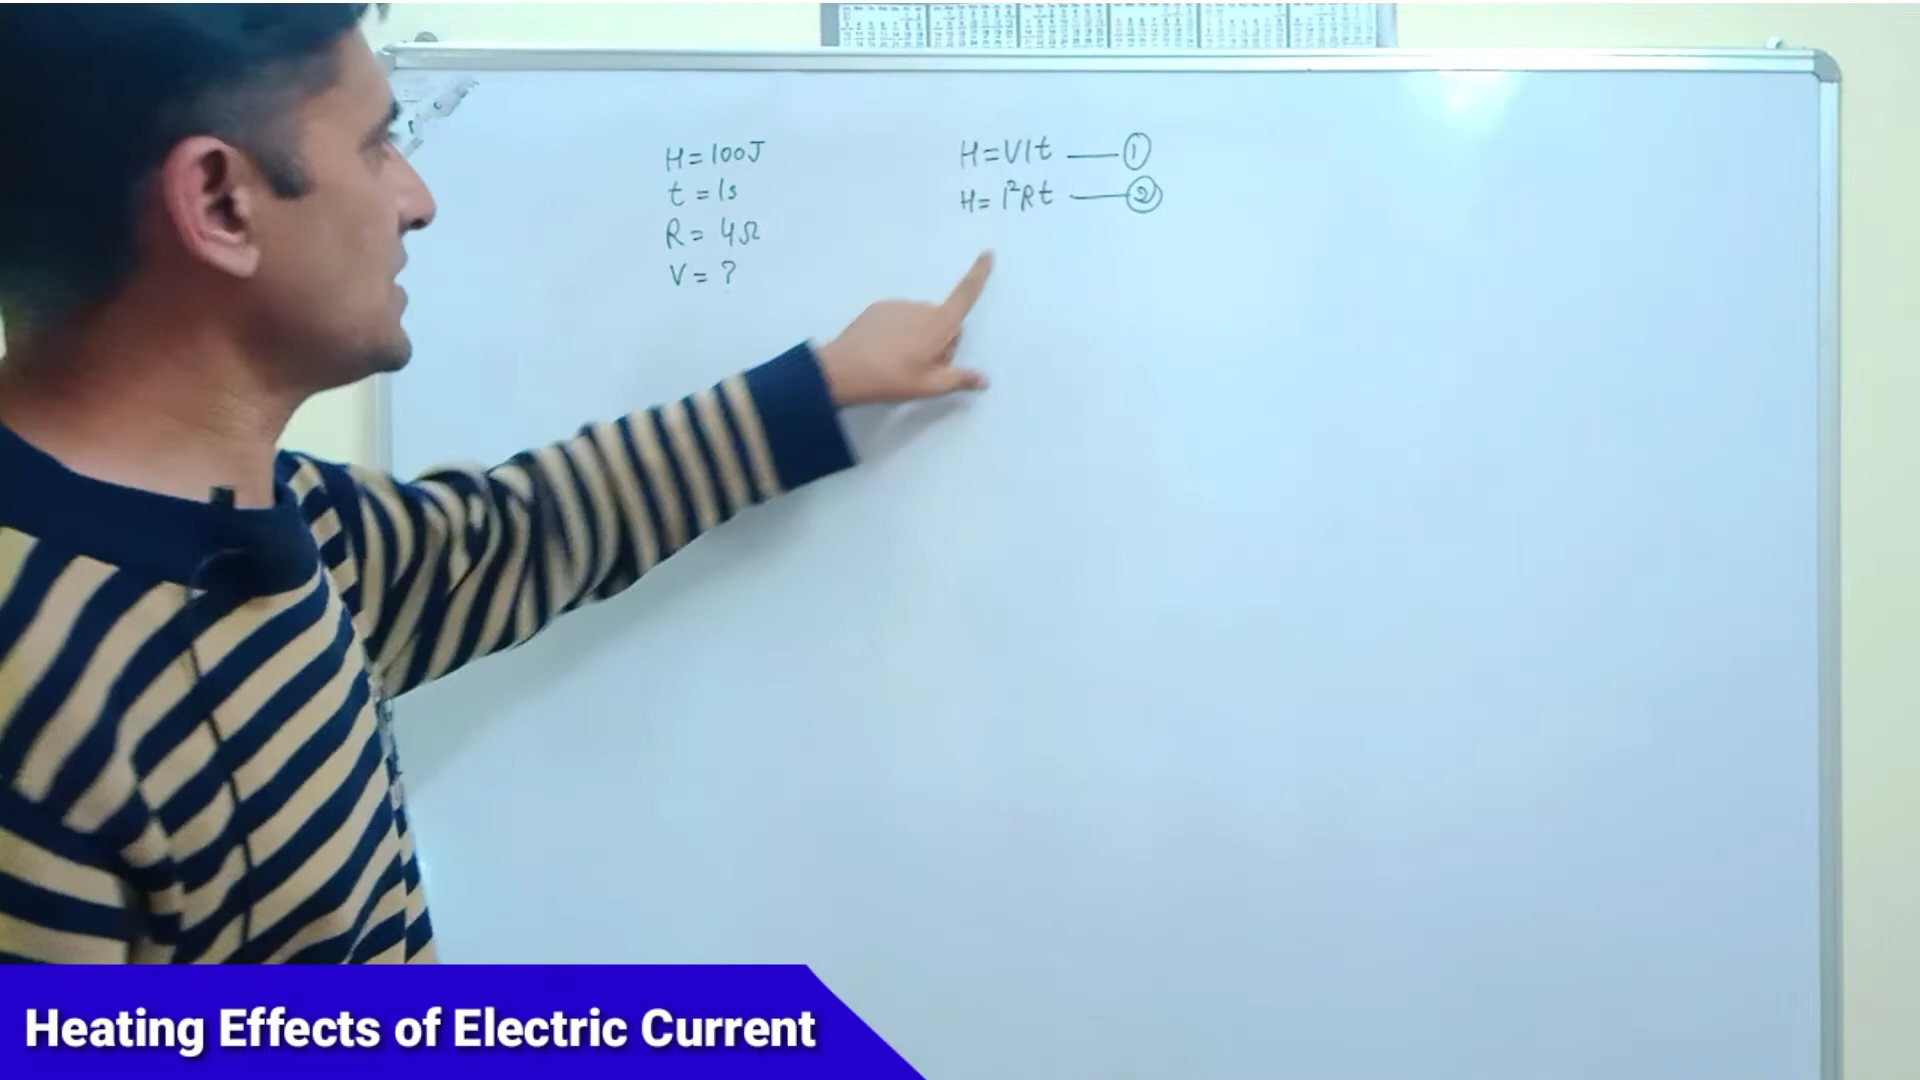 H=100J
t=1s
R=4Ω
V=?
H=VIt —— ①
H=I²Rt —— ②
Heating Effects of Electric Current